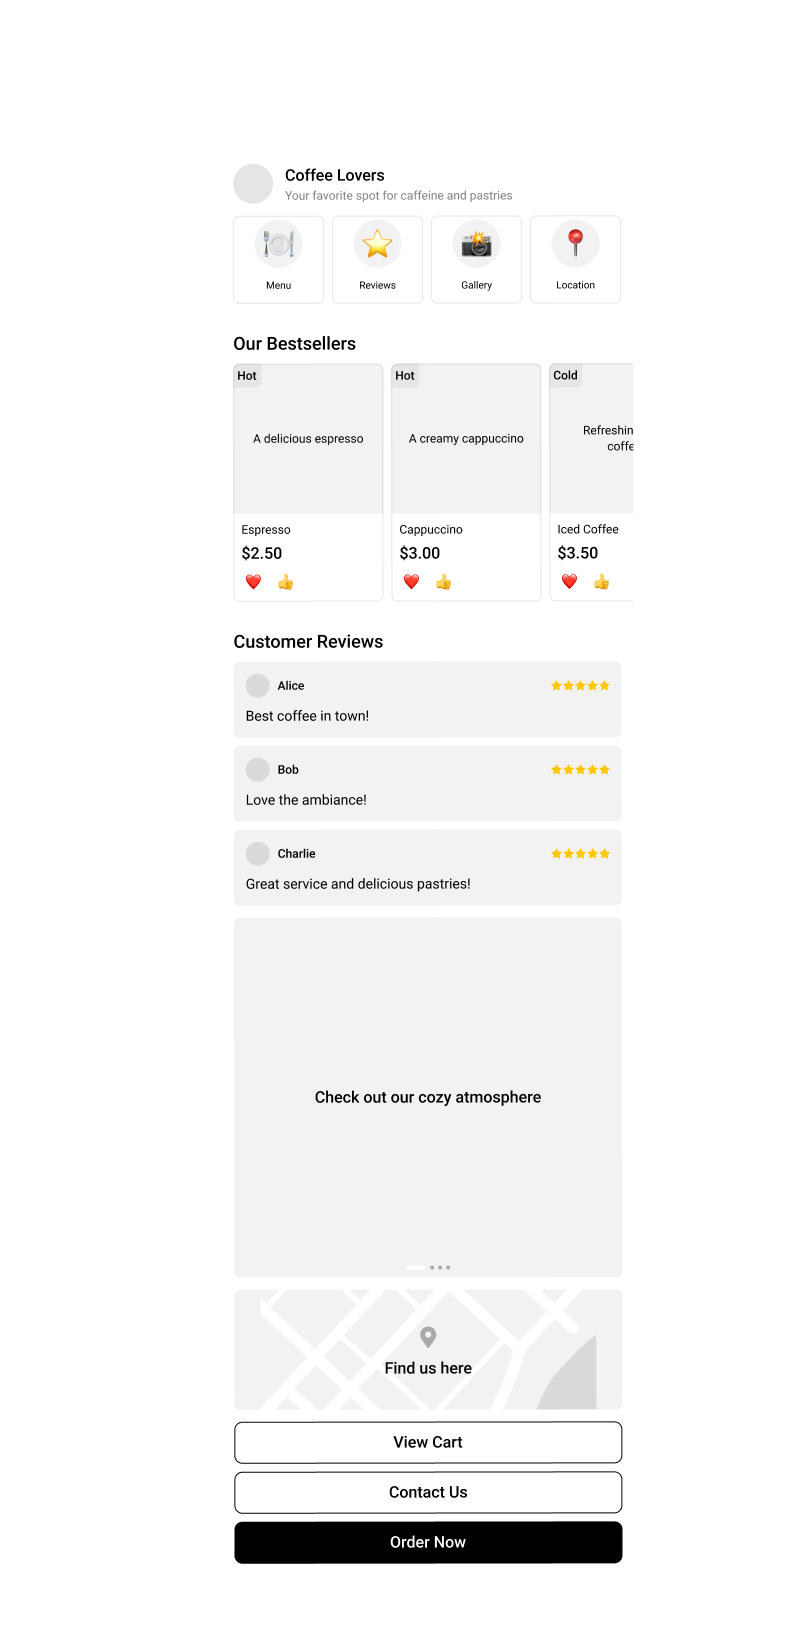 Coffee Lovers
Your favorite spot for caffeine and pastries
Menu
Reviews
Gallery
Location
Our Bestsellers
Hot
Hot
Cold
A delicious espresso
A creamy cappuccino
Refreshin
coffe
Espresso
Cappuccino
Iced Coffee
$2.50
$3.00
$3.50
Customer Reviews
Alice
Best coffee in town!
Bob
Love the ambiance!
Charlie
Great service and delicious pastries!
Check out our cozy atmosphere
Find us here
View Cart
Contact Us
Order Now